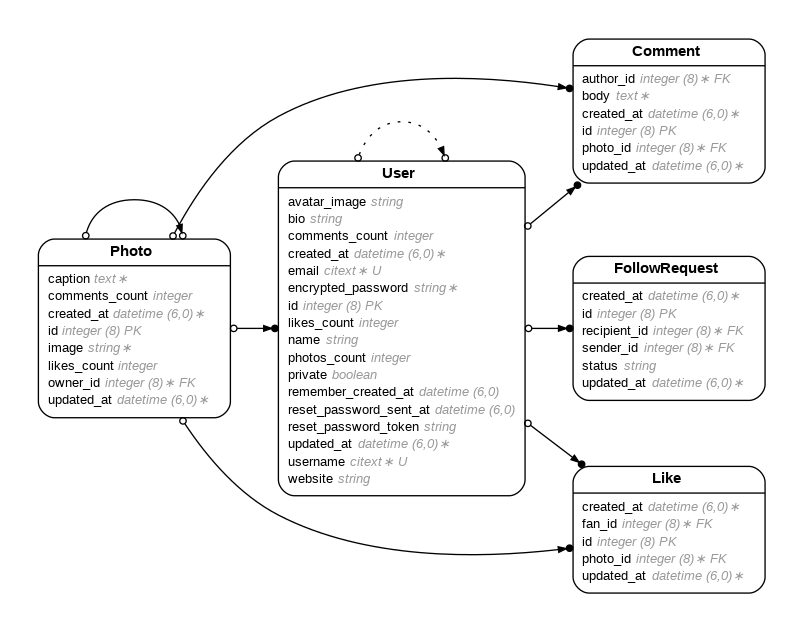 Comment
author_id integer (8)∗ FK
body text∗
created_at datetime (6,0)∗
id integer (8) PK
photo_id integer (8)∗ FK
updated_at datetime (6,0)∗
User
avatar_image string
bio string
comments_count integer
created_at datetime (6,0)∗
email citext∗ U
encrypted_password string∗
id integer (8) PK
likes_count integer
name string
photos_count integer
private boolean
remember_created_at datetime (6,0)
reset_password_sent_at datetime (6,0)
reset_password_token string
updated_at datetime (6,0)∗
username citext∗ U
website string
Photo
caption text∗
comments_count integer
created_at datetime (6,0)∗
id integer (8) PK
image string∗
likes_count integer
owner_id integer (8)∗ FK
updated_at datetime (6,0)∗
FollowRequest
created_at datetime (6,0)∗
id integer (8) PK
recipient_id integer (8)∗ FK
sender_id integer (8)∗ FK
status string
updated_at datetime (6,0)∗
Like
created_at datetime (6,0)∗
fan_id integer (8)∗ FK
id integer (8) PK
photo_id integer (8)∗ FK
updated_at datetime (6,0)∗